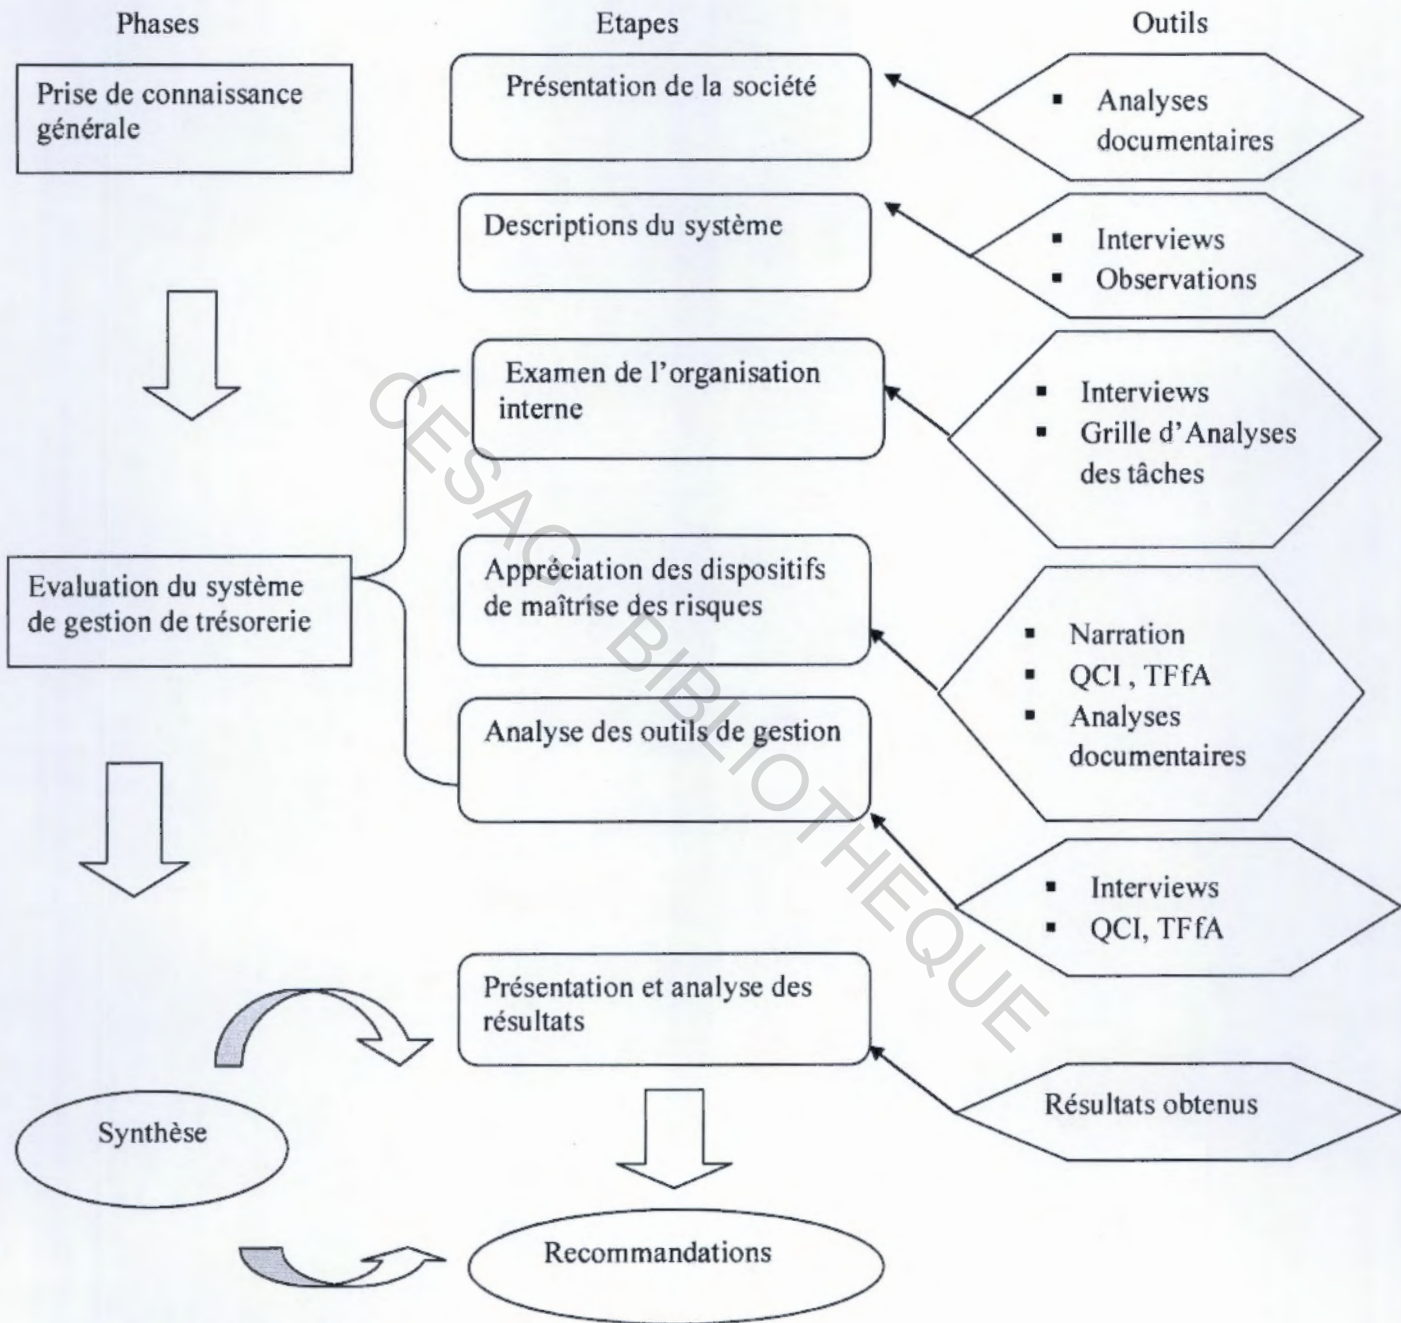 Phases
Etapes
Outils
Prise de connaissance
générale
Présentation de la société
▪ Analyses
documentaires
Descriptions du système
▪ Interviews
▪ Observations
Examen de l'organisation
interne
▪ Interviews
▪ Grille d'Analyses
des tâches
Evaluation du système
de gestion de trésorerie
Appréciation des dispositifs
de maîtrise des risques
▪ Narration
▪ QCI , TFfA
▪ Analyses
documentaires
Analyse des outils de gestion
▪ Interviews
▪ QCI, TFfA
Présentation et analyse des
résultats
Résultats obtenus
Synthèse
Recommandations
CESAG BIBLIOTHEQUE